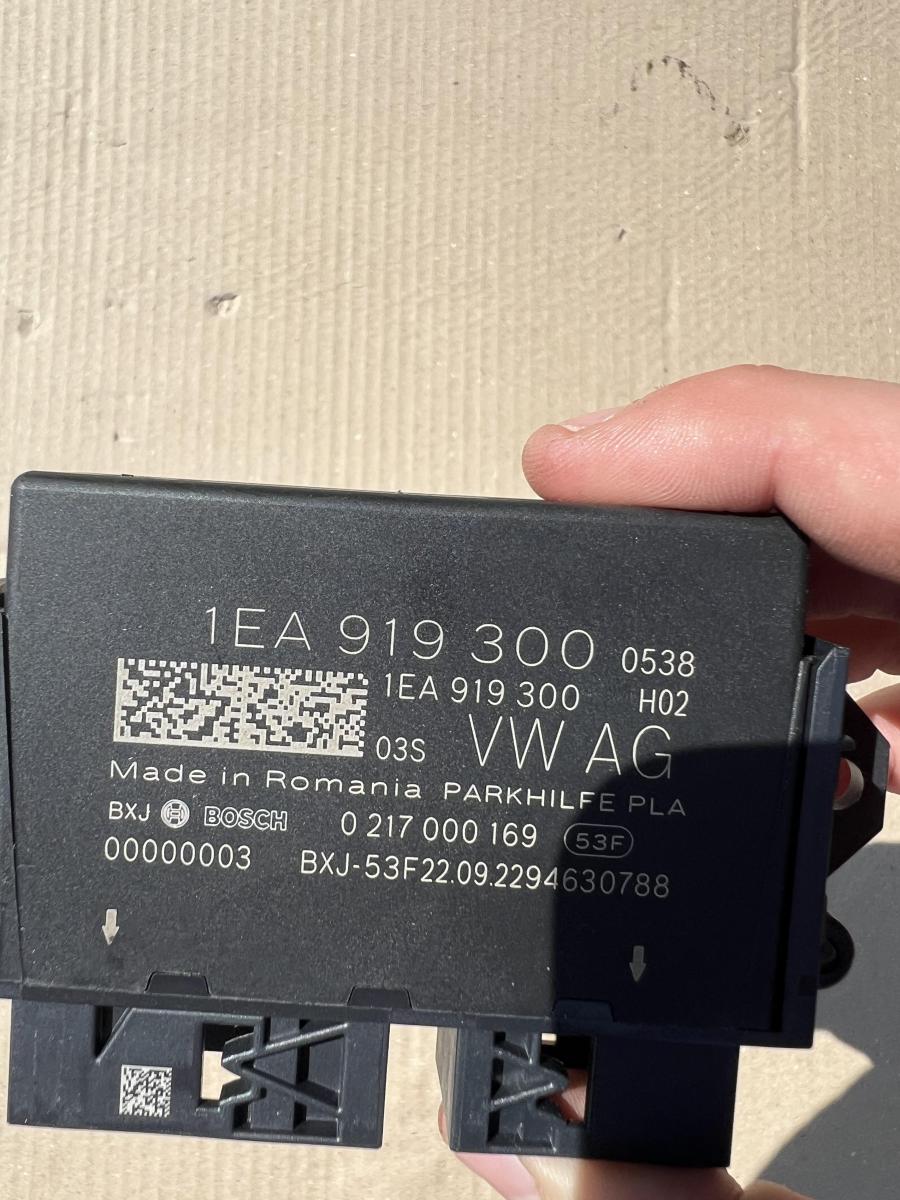 1EA 919 300 0538
1EA 919 300 H02
03S VW AG
Made in Romania PARKHILFE PLA
BXJ BOSCH 0 217 000 169 53F
00000003 BXJ-53F22.09.2294630788